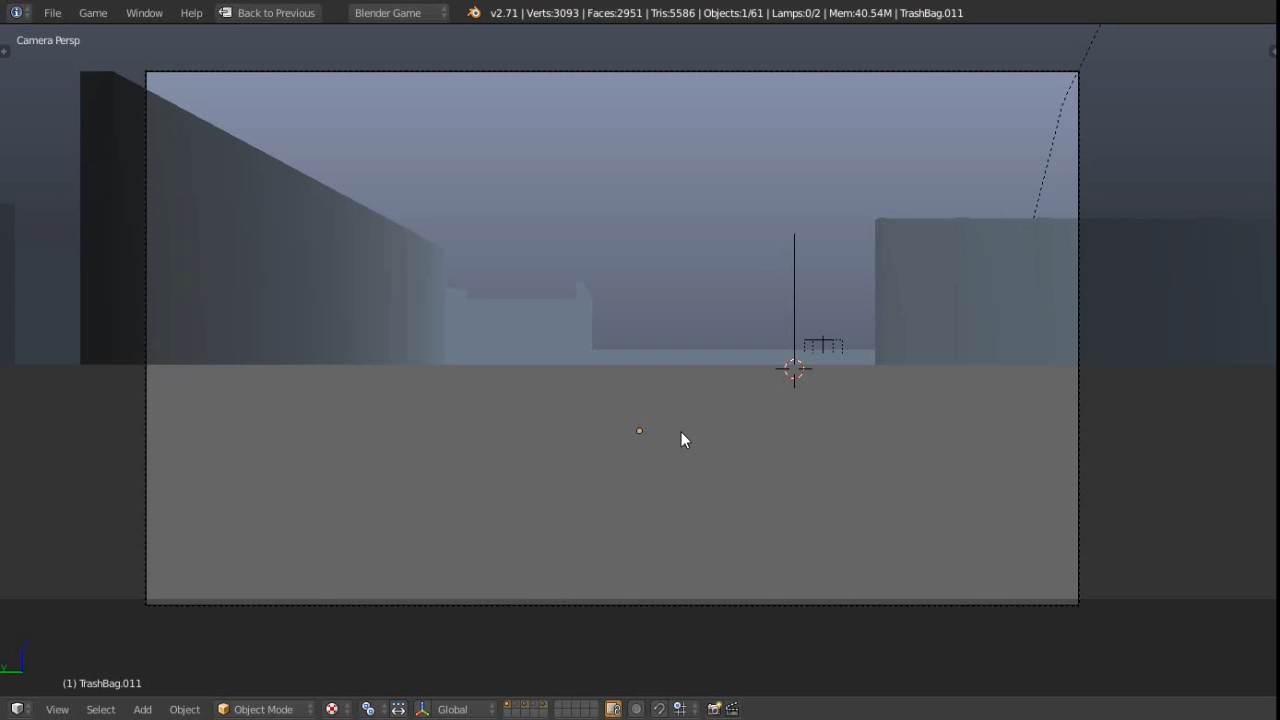 File Game Window Help Back to Previous Blender Game v2.71 | Verts:3093 | Faces:2951 | Tris:5586 | Objects:1/61 | Lamps:0/2 | Mem:40.54M | TrashBag.011
Camera Persp
y
(1) TrashBag.011
View Select Add Object Object Mode Global